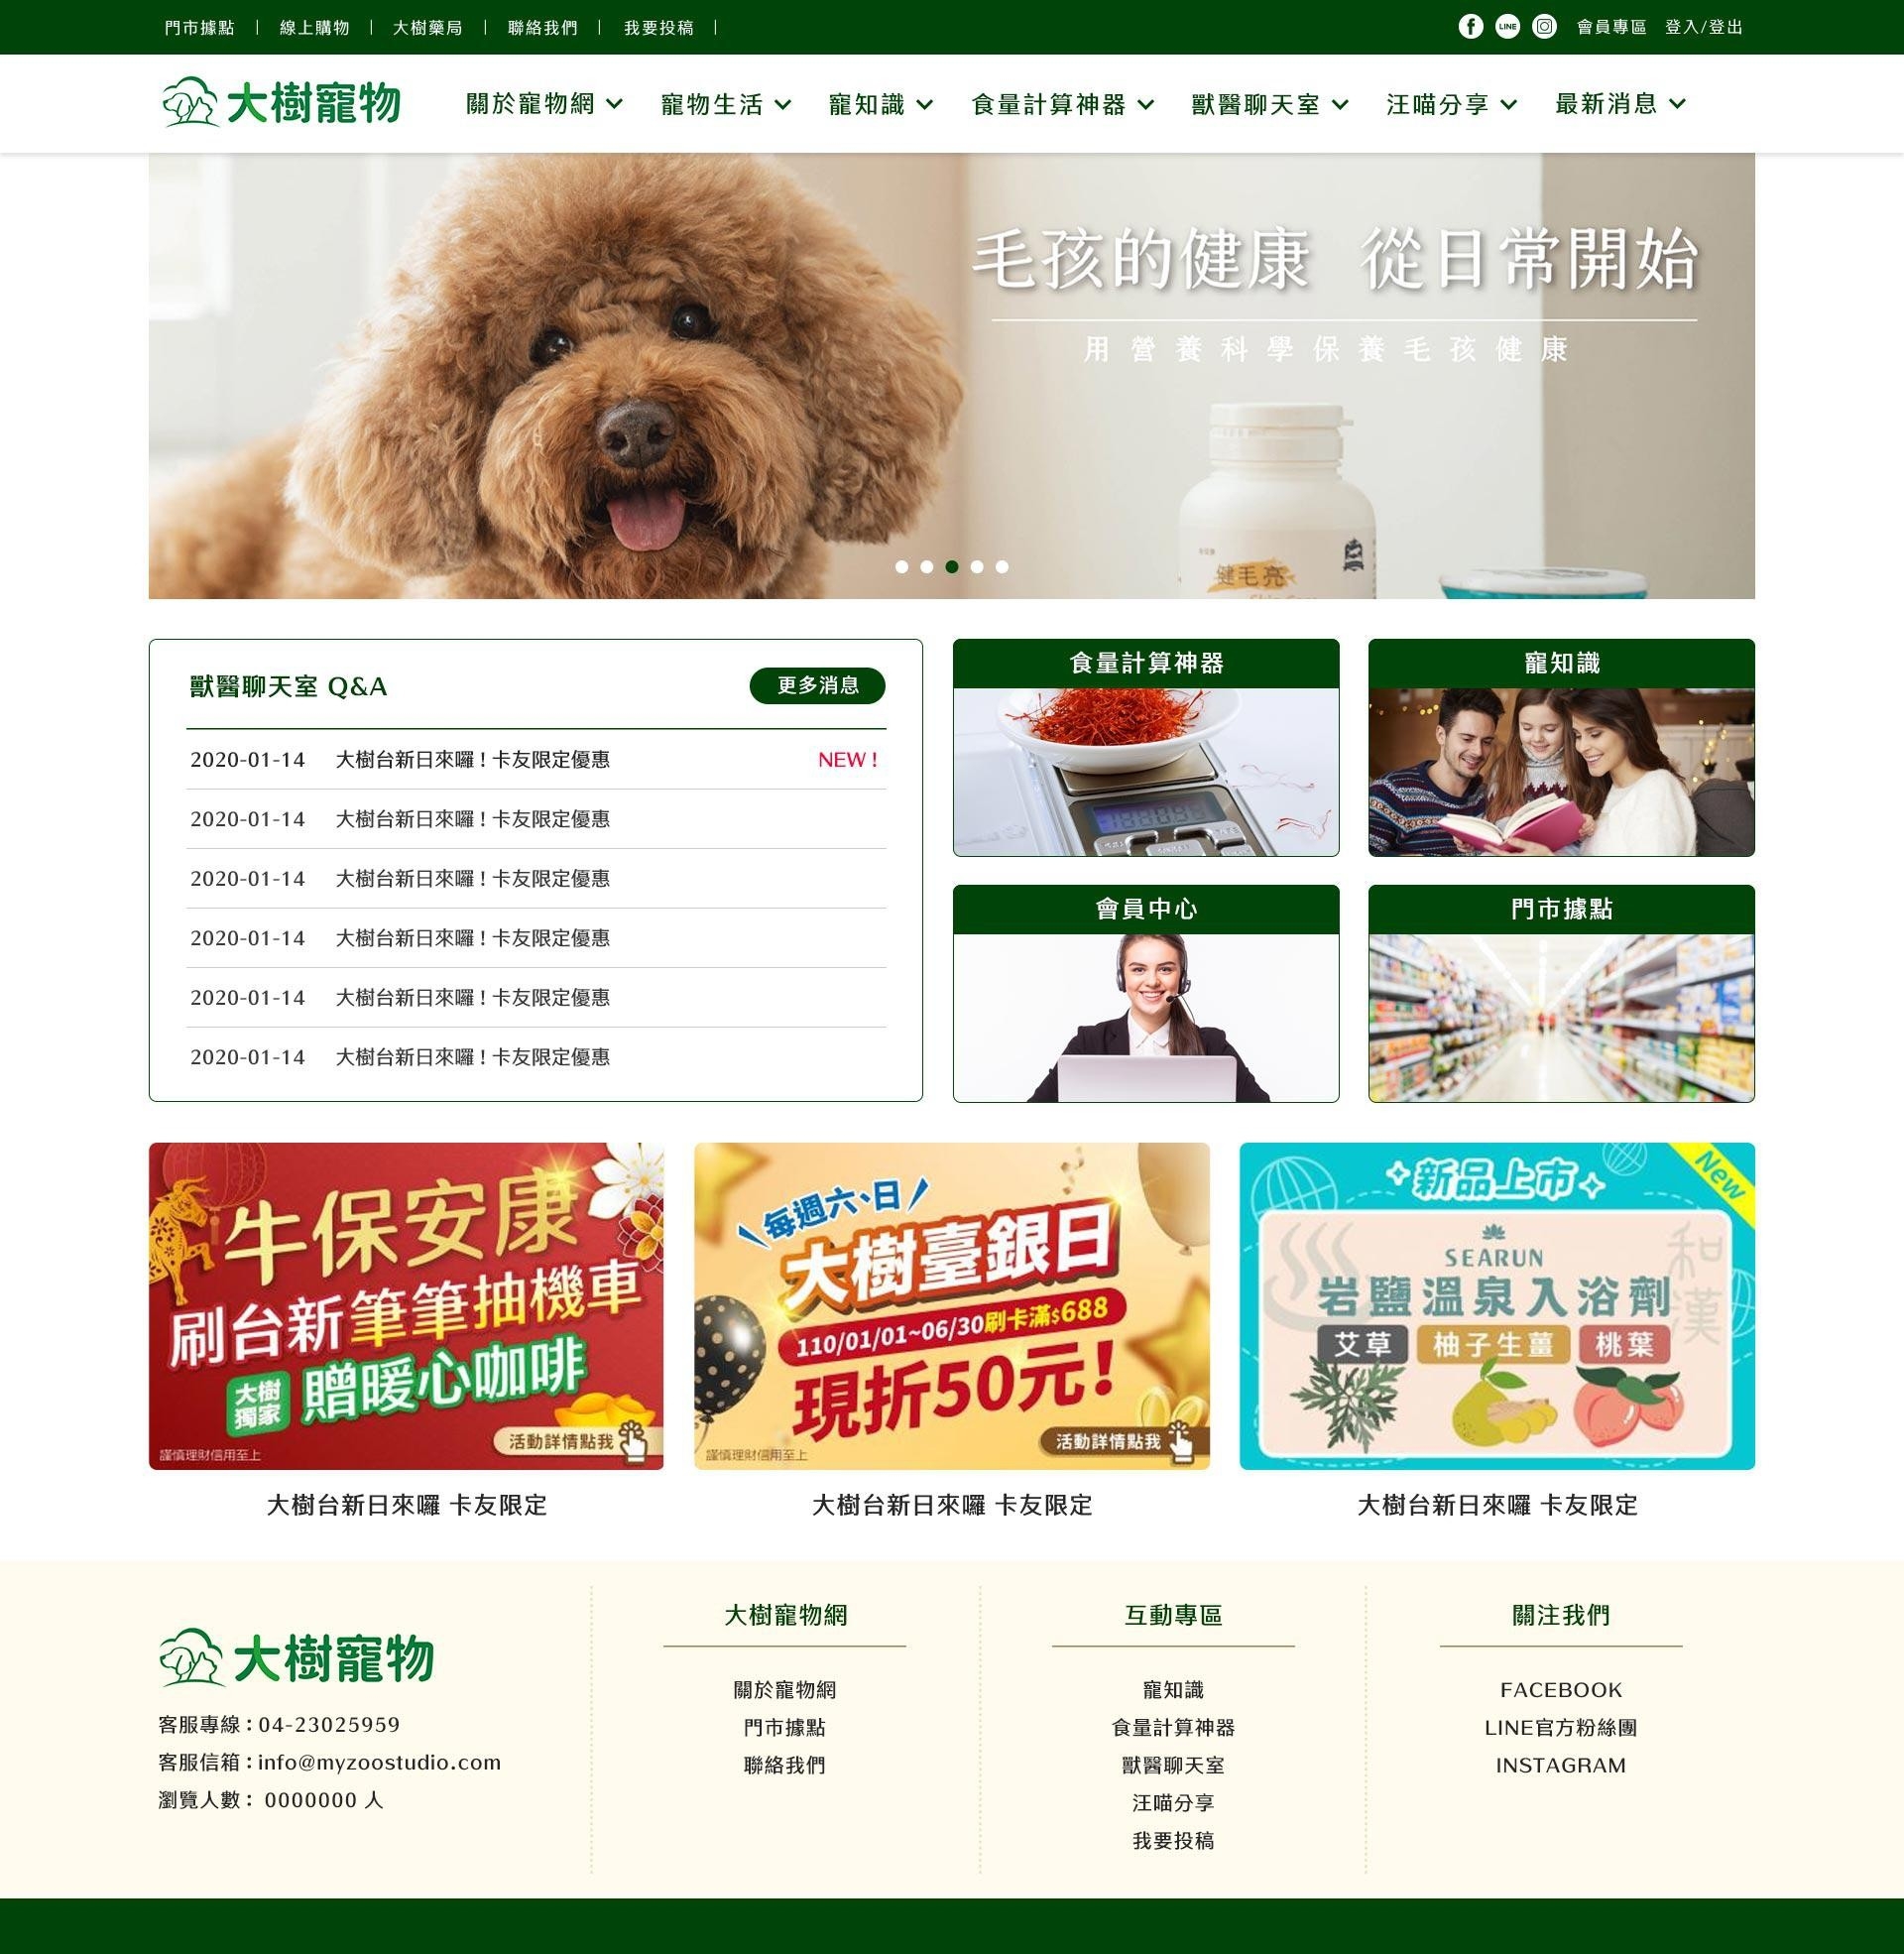 門市據點 | 線上購物 | 大樹藥局 | 聯絡我們 | 我要投稿 |
LINE 會員專區 登入/登出
大樹寵物 關於寵物網 寵物生活 寵知識 食量計算神器 獸醫聊天室 汪喵分享 最新消息
毛孩的健康 從日常開始
用營養科學保養毛孩健康
健毛亮
獸醫聊天室 Q&A 更多消息
2020-01-14 大樹台新日來囉!卡友限定優惠 NEW !
2020-01-14 大樹台新日來囉!卡友限定優惠
2020-01-14 大樹台新日來囉!卡友限定優惠
2020-01-14 大樹台新日來囉!卡友限定優惠
2020-01-14 大樹台新日來囉!卡友限定優惠
2020-01-14 大樹台新日來囉!卡友限定優惠
食量計算神器
寵知識
會員中心
門市據點
牛保安康
刷台新筆筆抽機車
大樹
獨家
贈暖心咖啡
活動詳情點我
謹慎理財信用至上
每週六、日
大樹臺銀日
110/01/01~06/30刷卡滿$688
現折50元!
活動詳情點我
謹慎理財信用至上
新品上市
New
SEARUN
和漢
岩鹽溫泉入浴劑
艾草 柚子生薑 桃葉
大樹台新日來囉 卡友限定
大樹台新日來囉 卡友限定
大樹台新日來囉 卡友限定
大樹寵物
客服專線:04-23025959
客服信箱:info@myzoostudio.com
瀏覽人數: 0000000 人
大樹寵物網
關於寵物網
門市據點
聯絡我們
互動專區
寵知識
食量計算神器
獸醫聊天室
汪喵分享
我要投稿
關注我們
FACEBOOK
LINE官方粉絲團
INSTAGRAM